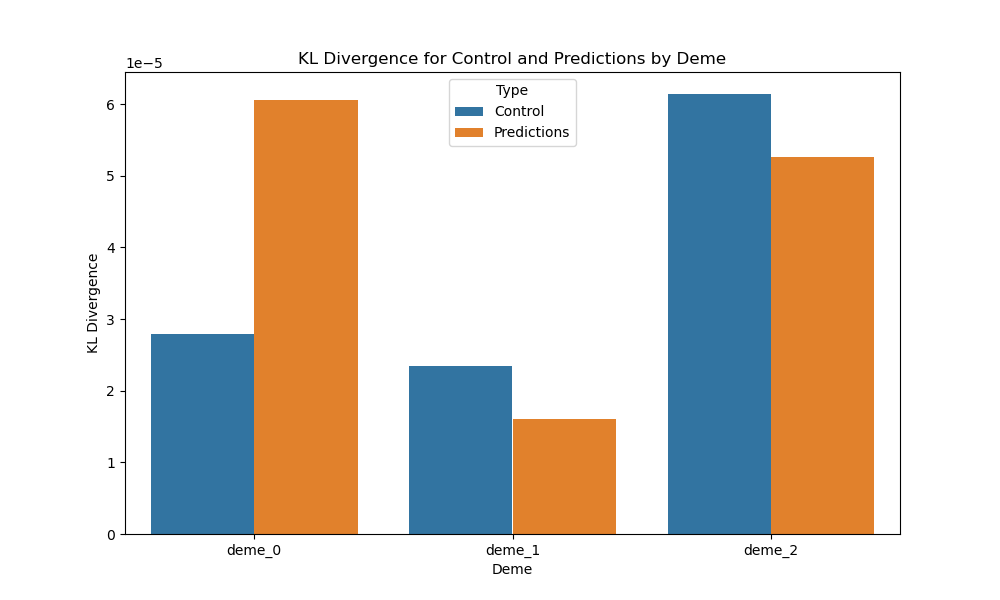 KL Divergence for Control and Predictions by Deme
1e−5
Type
Control
Predictions
6
5
4
3
2
1
0
KL Divergence
deme_0
deme_1
deme_2
Deme